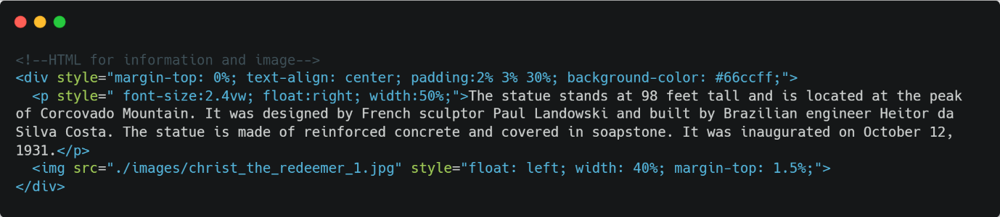 <!--HTML for information and image-->
<div style="margin-top: 0%; text-align: center; padding:2% 3% 30%; background-color: #66ccff;">
  <p style=" font-size:2.4vw; float:right; width:50%;">The statue stands at 98 feet tall and is located at the peak
of Corcovado Mountain. It was designed by French sculptor Paul Landowski and built by Brazilian engineer Heitor da
Silva Costa. The statue is made of reinforced concrete and covered in soapstone. It was inaugurated on October 12,
1931.</p>
  <img src="./images/christ_the_redeemer_1.jpg" style="float: left; width: 40%; margin-top: 1.5%;">
</div>